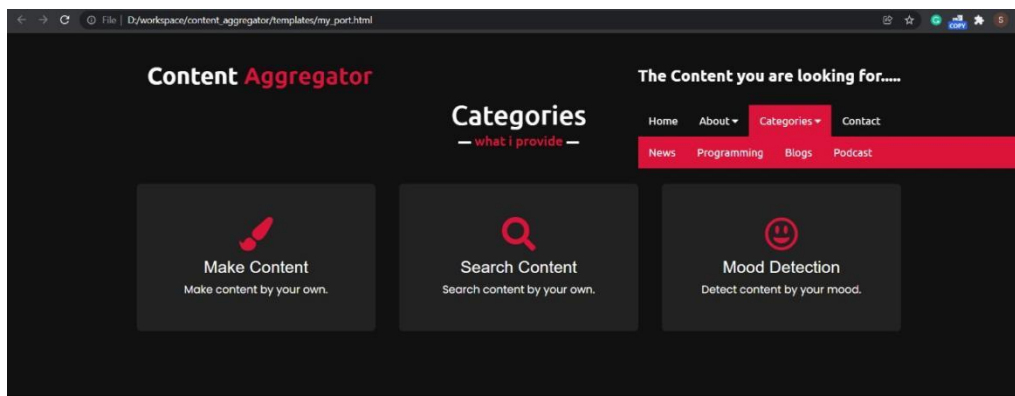 File | D:/workspace/content_aggregator/templates/my_port.html
COPY
S
Content Aggregator
The Content you are looking for.....
Categories
what i provide
Home About Categories Contact
News Programming Blogs Podcast
Make Content
Make content by your own.
Search Content
Search content by your own.
Mood Detection
Detect content by your mood.